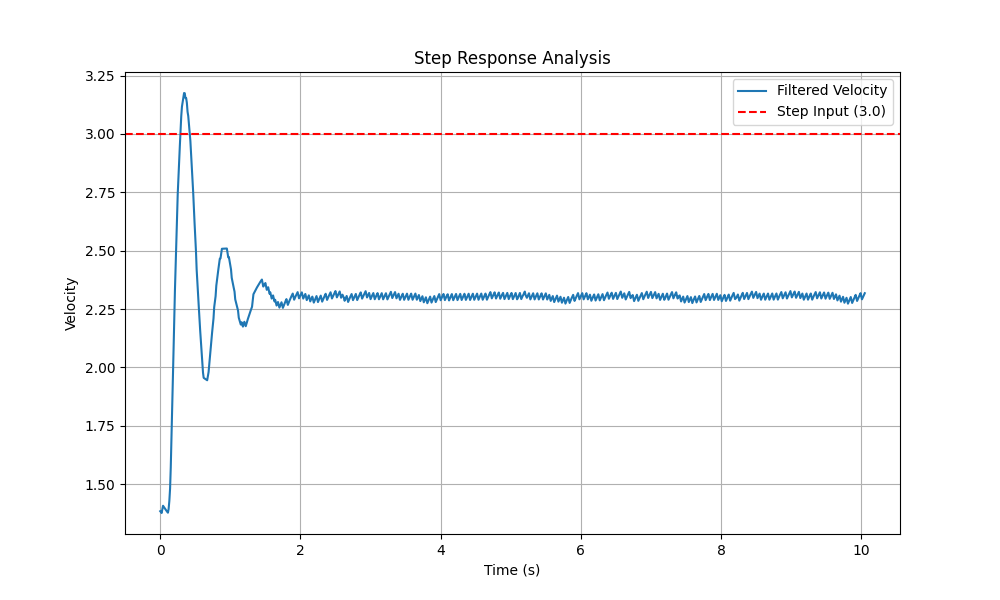 Step Response Analysis
Filtered Velocity
Step Input (3.0)
Velocity
3.25
3.00
2.75
2.50
2.25
2.00
1.75
1.50
0 2 4 6 8 10
Time (s)